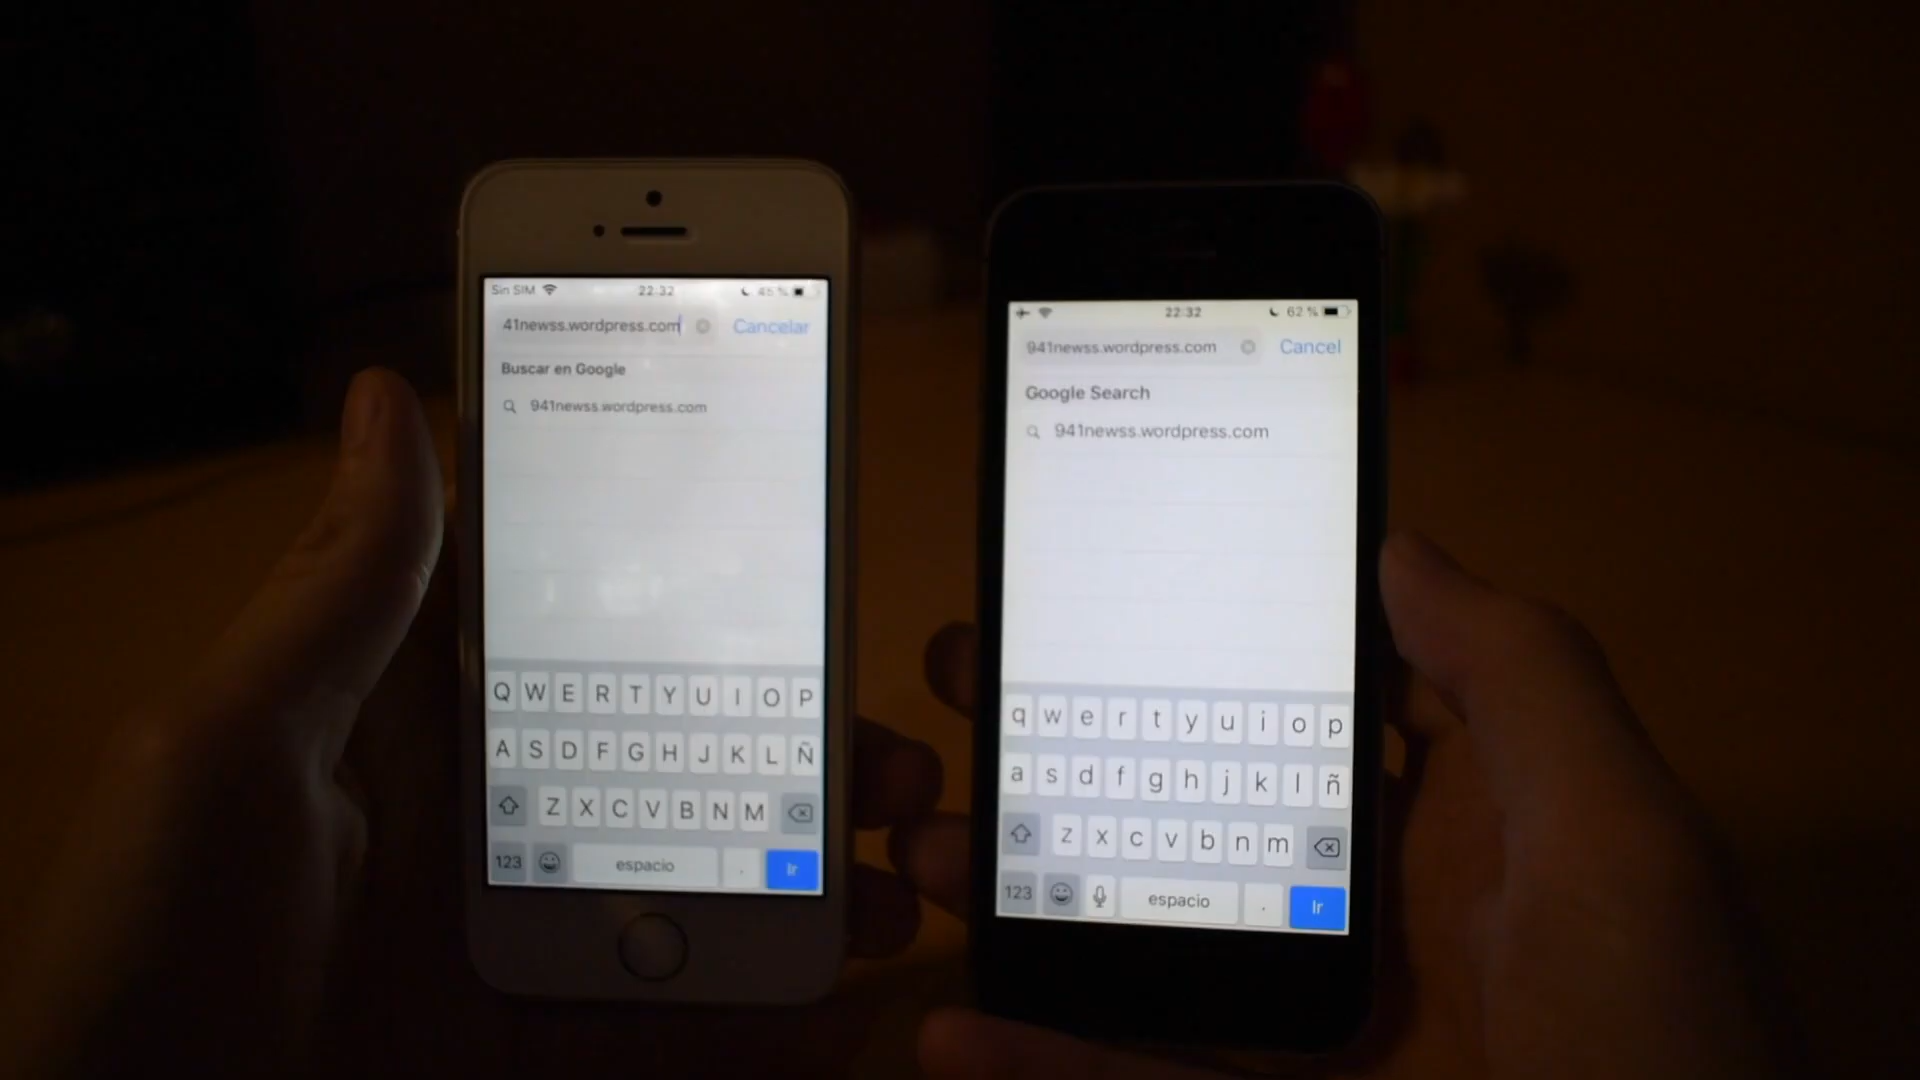 Sin SIM 22:32 45 %
41newss.wordpress.com Cancelar
Buscar en Google
941newss.wordpress.com
Q W E R T Y U I O P
A S D F G H J K L Ñ
Z X C V B N M
123 espacio . Ir
22:32 62 %
941newss.wordpress.com Cancel
Google Search
941newss.wordpress.com
q w e r t y u i o p
a s d f g h j k l ñ
z x c v b n m
123 espacio . Ir